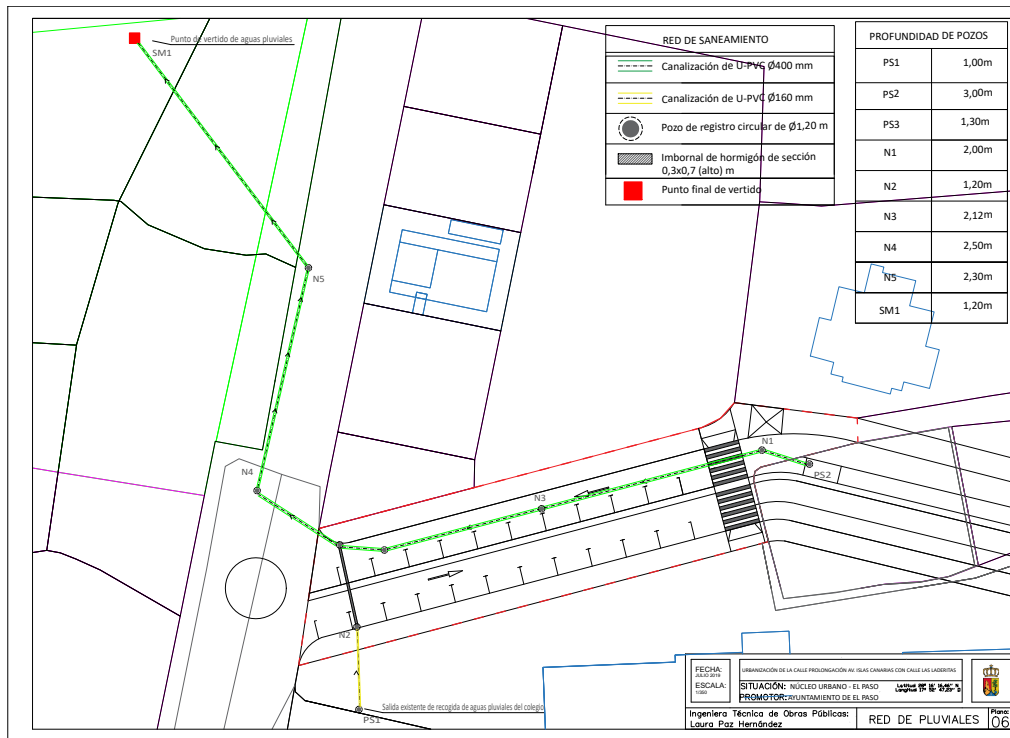 Punto de vertido de aguas pluviales
SM1
RED DE SANEAMIENTO
Canalización de U-PVC Ø400 mm
Canalización de U-PVC Ø160 mm
Pozo de registro circular de Ø1,20 m
Imbornal de hormigón de sección
0,3x0,7 (alto) m
Punto final de vertido
PROFUNDIDAD DE POZOS
PS1 1,00m
PS2 3,00m
PS3 1,30m
N1 2,00m
N2 1,20m
N3 2,12m
N4 2,50m
N5 2,30m
SM1 1,20m
N5
N4
N1
PS2
N3
N2
PS1
Salida existente de recogida de aguas pluviales del colegio
FECHA:
JULIO 2019
ESCALA:
1/350
URBANIZACIÓN DE LA CALLE PROLONGACIÓN AV. ISLAS CANARIAS CON CALLE LAS LADERITAS
SITUACIÓN: NÚCLEO URBANO - EL PASO
PROMOTOR: AYUNTAMIENTO DE EL PASO
Ingeniera Técnica de Obras Públicas:
Laura Paz Hernández
RED DE PLUVIALES
Plano:
06